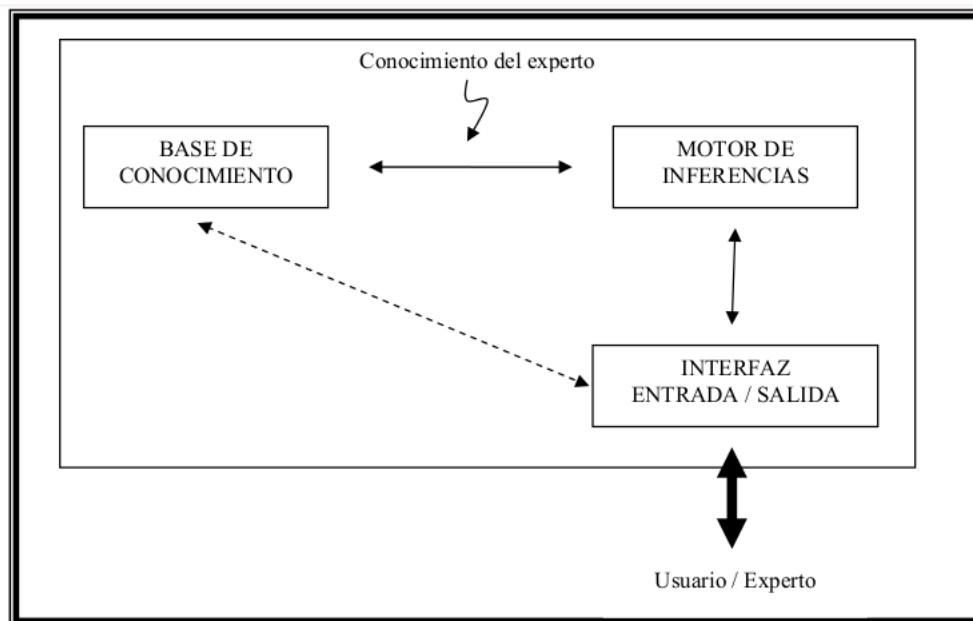 Conocimiento del experto
BASE DE
CONOCIMIENTO
MOTOR DE
INFERENCIAS
INTERFAZ
ENTRADA / SALIDA
Usuario / Experto